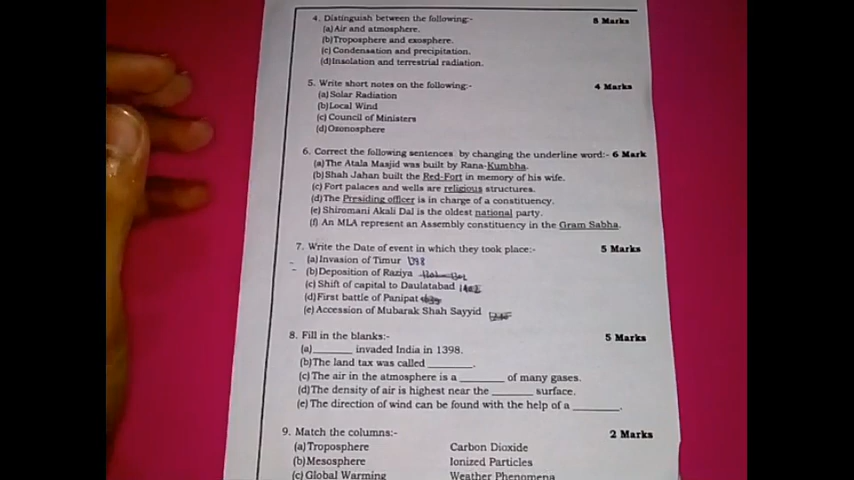 4. Distinguish between the following:- 8 Marks
(a) Air and atmosphere.
(b) Troposphere and exosphere.
(c) Condensation and precipitation.
(d) Insolation and terrestrial radiation.
5. Write short notes on the following:- 4 Marks
(a) Solar Radiation
(b) Local Wind
(c) Council of Ministers
(d) Ozonosphere
6. Correct the following sentences by changing the underline word:- 6 Mark
(a) The Atala Masjid was built by Rana-Kumbha.
(b) Shah Jahan built the Red-Fort in memory of his wife.
(c) Fort palaces and wells are religious structures.
(d) The Presiding officer is in charge of a constituency.
(e) Shiromani Akali Dal is the oldest national party.
(f) An MLA represent an Assembly constituency in the Gram Sabha.
7. Write the Date of event in which they took place:- 5 Marks
(a) Invasion of Timur
(b) Deposition of Raziya
(c) Shift of capital to Daulatabad
(d) First battle of Panipat
(e) Accession of Mubarak Shah Sayyid
8. Fill in the blanks:- 5 Marks
(a) _______ invaded India in 1398.
(b) The land tax was called ________.
(c) The air in the atmosphere is a ________ of many gases.
(d) The density of air is highest near the _______ surface.
(e) The direction of wind can be found with the help of a ________.
9. Match the columns:- 2 Marks
(a) Troposphere Carbon Dioxide
(b) Mesosphere Ionized Particles
(c) Global Warming Weather Phenomena